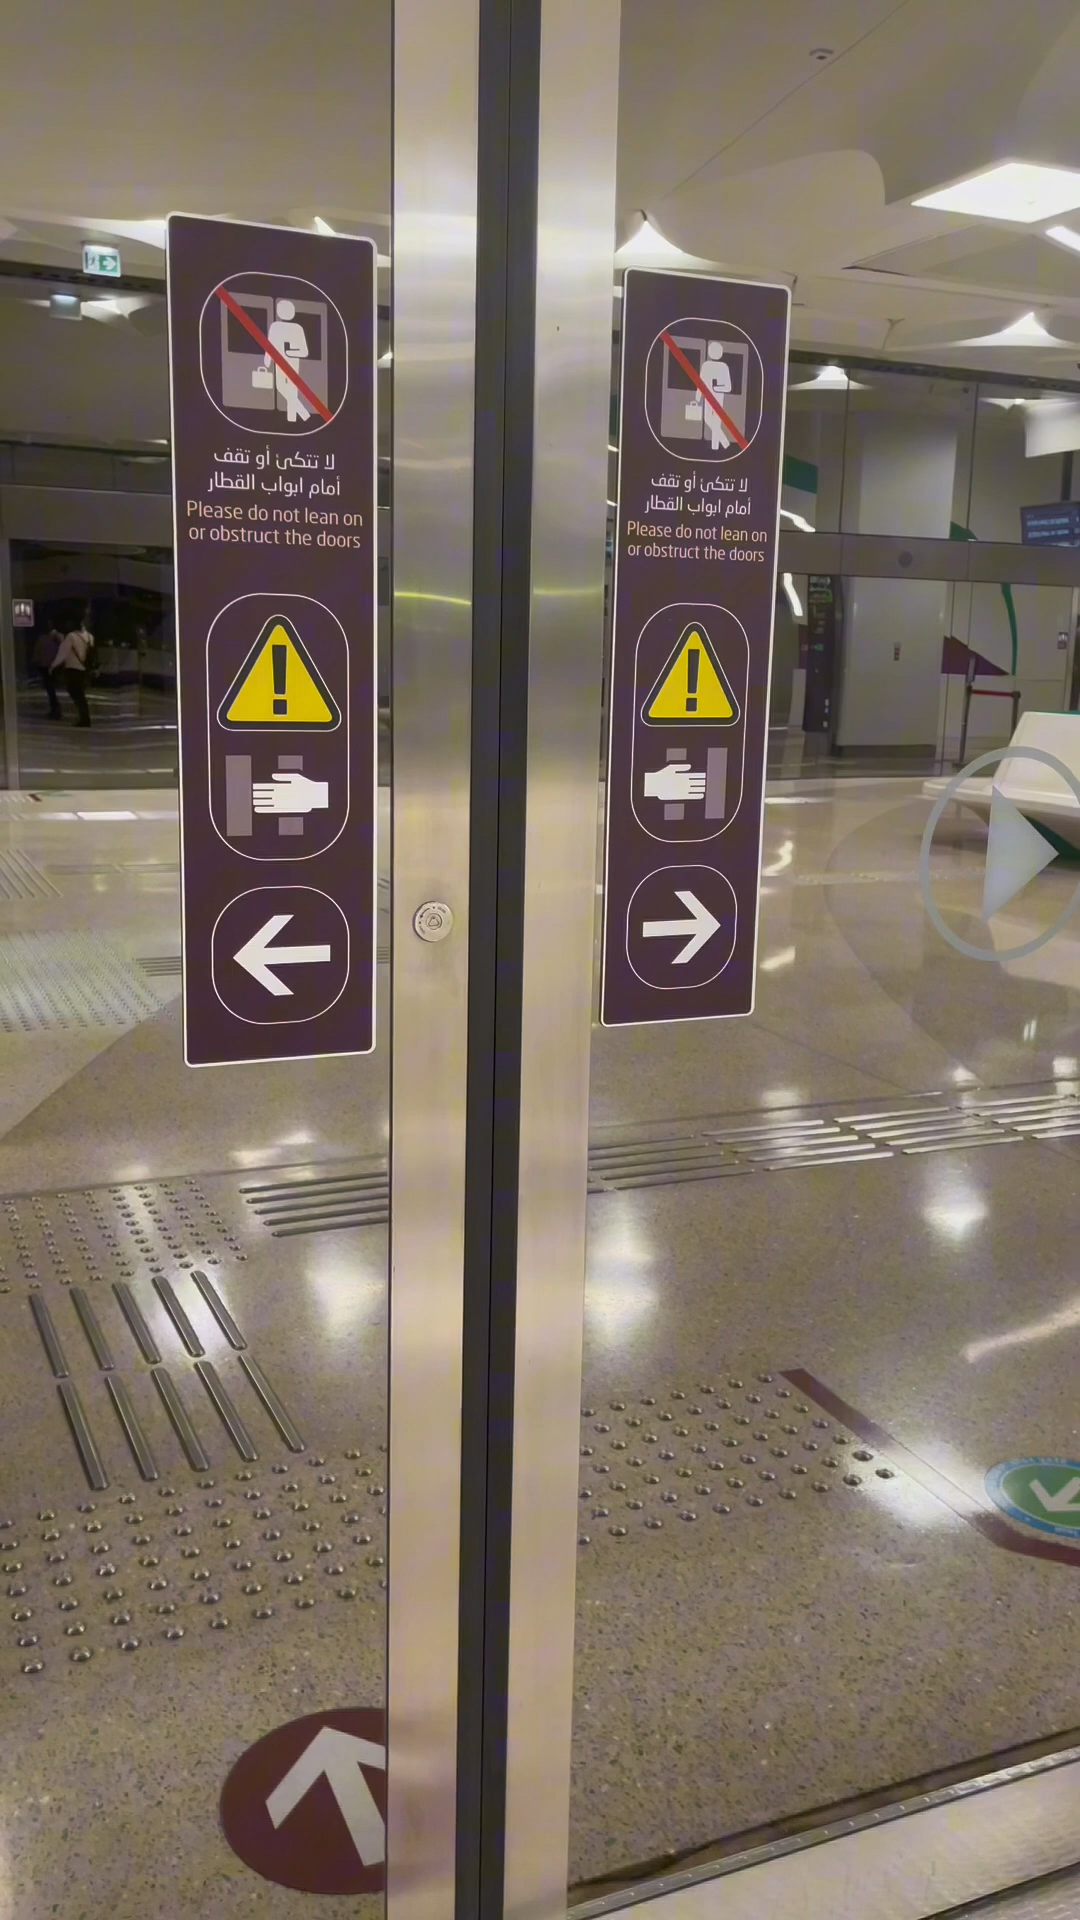 لا تتكئ أو تقف
أمام ابواب القطار
Please do not lean on
or obstruct the doors
لا تتكئ أو تقف
أمام ابواب القطار
Please do not lean on
or obstruct the doors